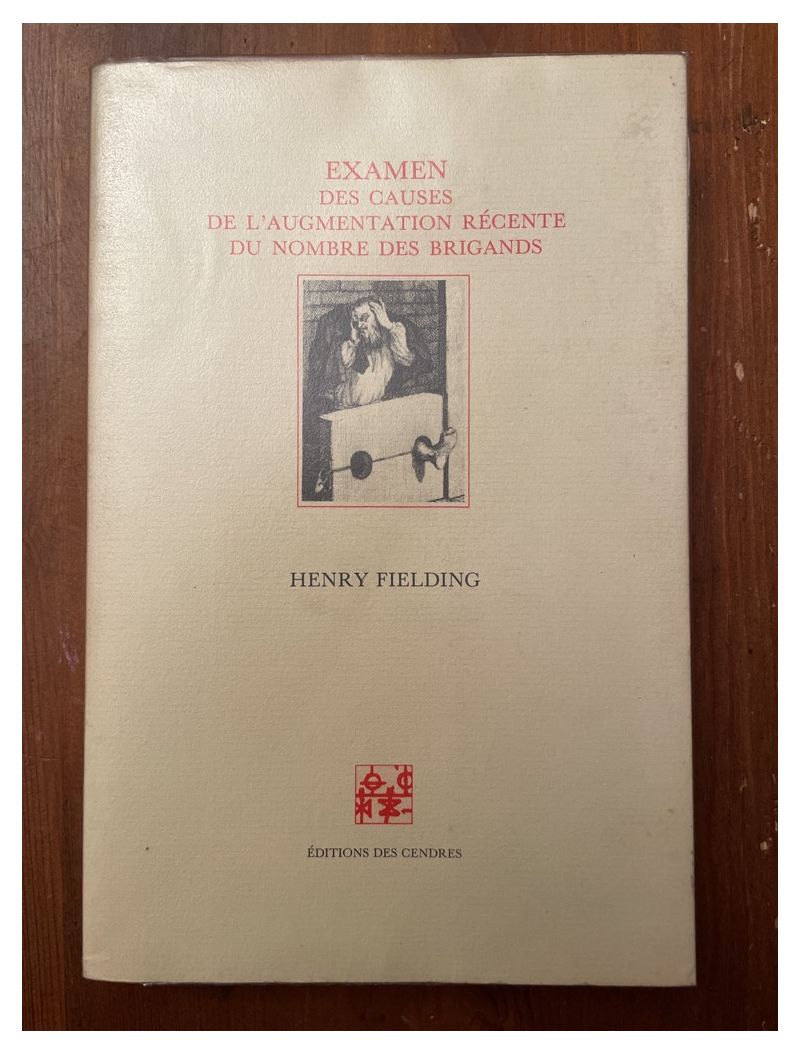 EXAMEN
DES CAUSES
DE L'AUGMENTATION RÉCENTE
DU NOMBRE DES BRIGANDS
HENRY FIELDING
ÉDITIONS DES CENDRES